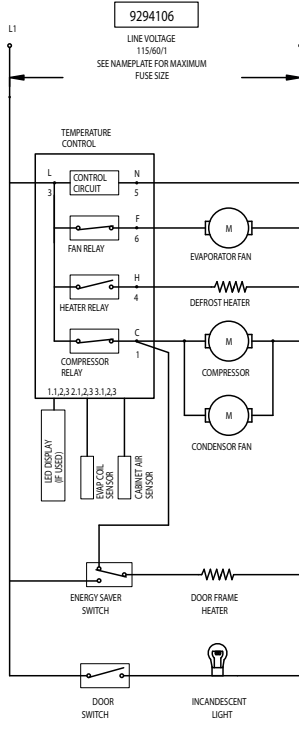 9294106
L1
LINE VOLTAGE
115/60/1
SEE NAMEPLATE FOR MAXIMUM
FUSE SIZE
TEMPERATURE
CONTROL
L
3
CONTROL
CIRCUIT
N
5
F
6
FAN RELAY
M
EVAPORATOR FAN
H
4
HEATER RELAY
DEFROST HEATER
C
1
COMPRESSOR
RELAY
M
COMPRESSOR
M
CONDENSOR FAN
1.1,2,3 2.1,2,3 3.1,2,3
LED DISPLAY
(IF USED)
EVAP COIL
SENSOR
CABINET AIR
SENSOR
ENERGY SAVER
SWITCH
DOOR FRAME
HEATER
DOOR
SWITCH
INCANDESCENT
LIGHT